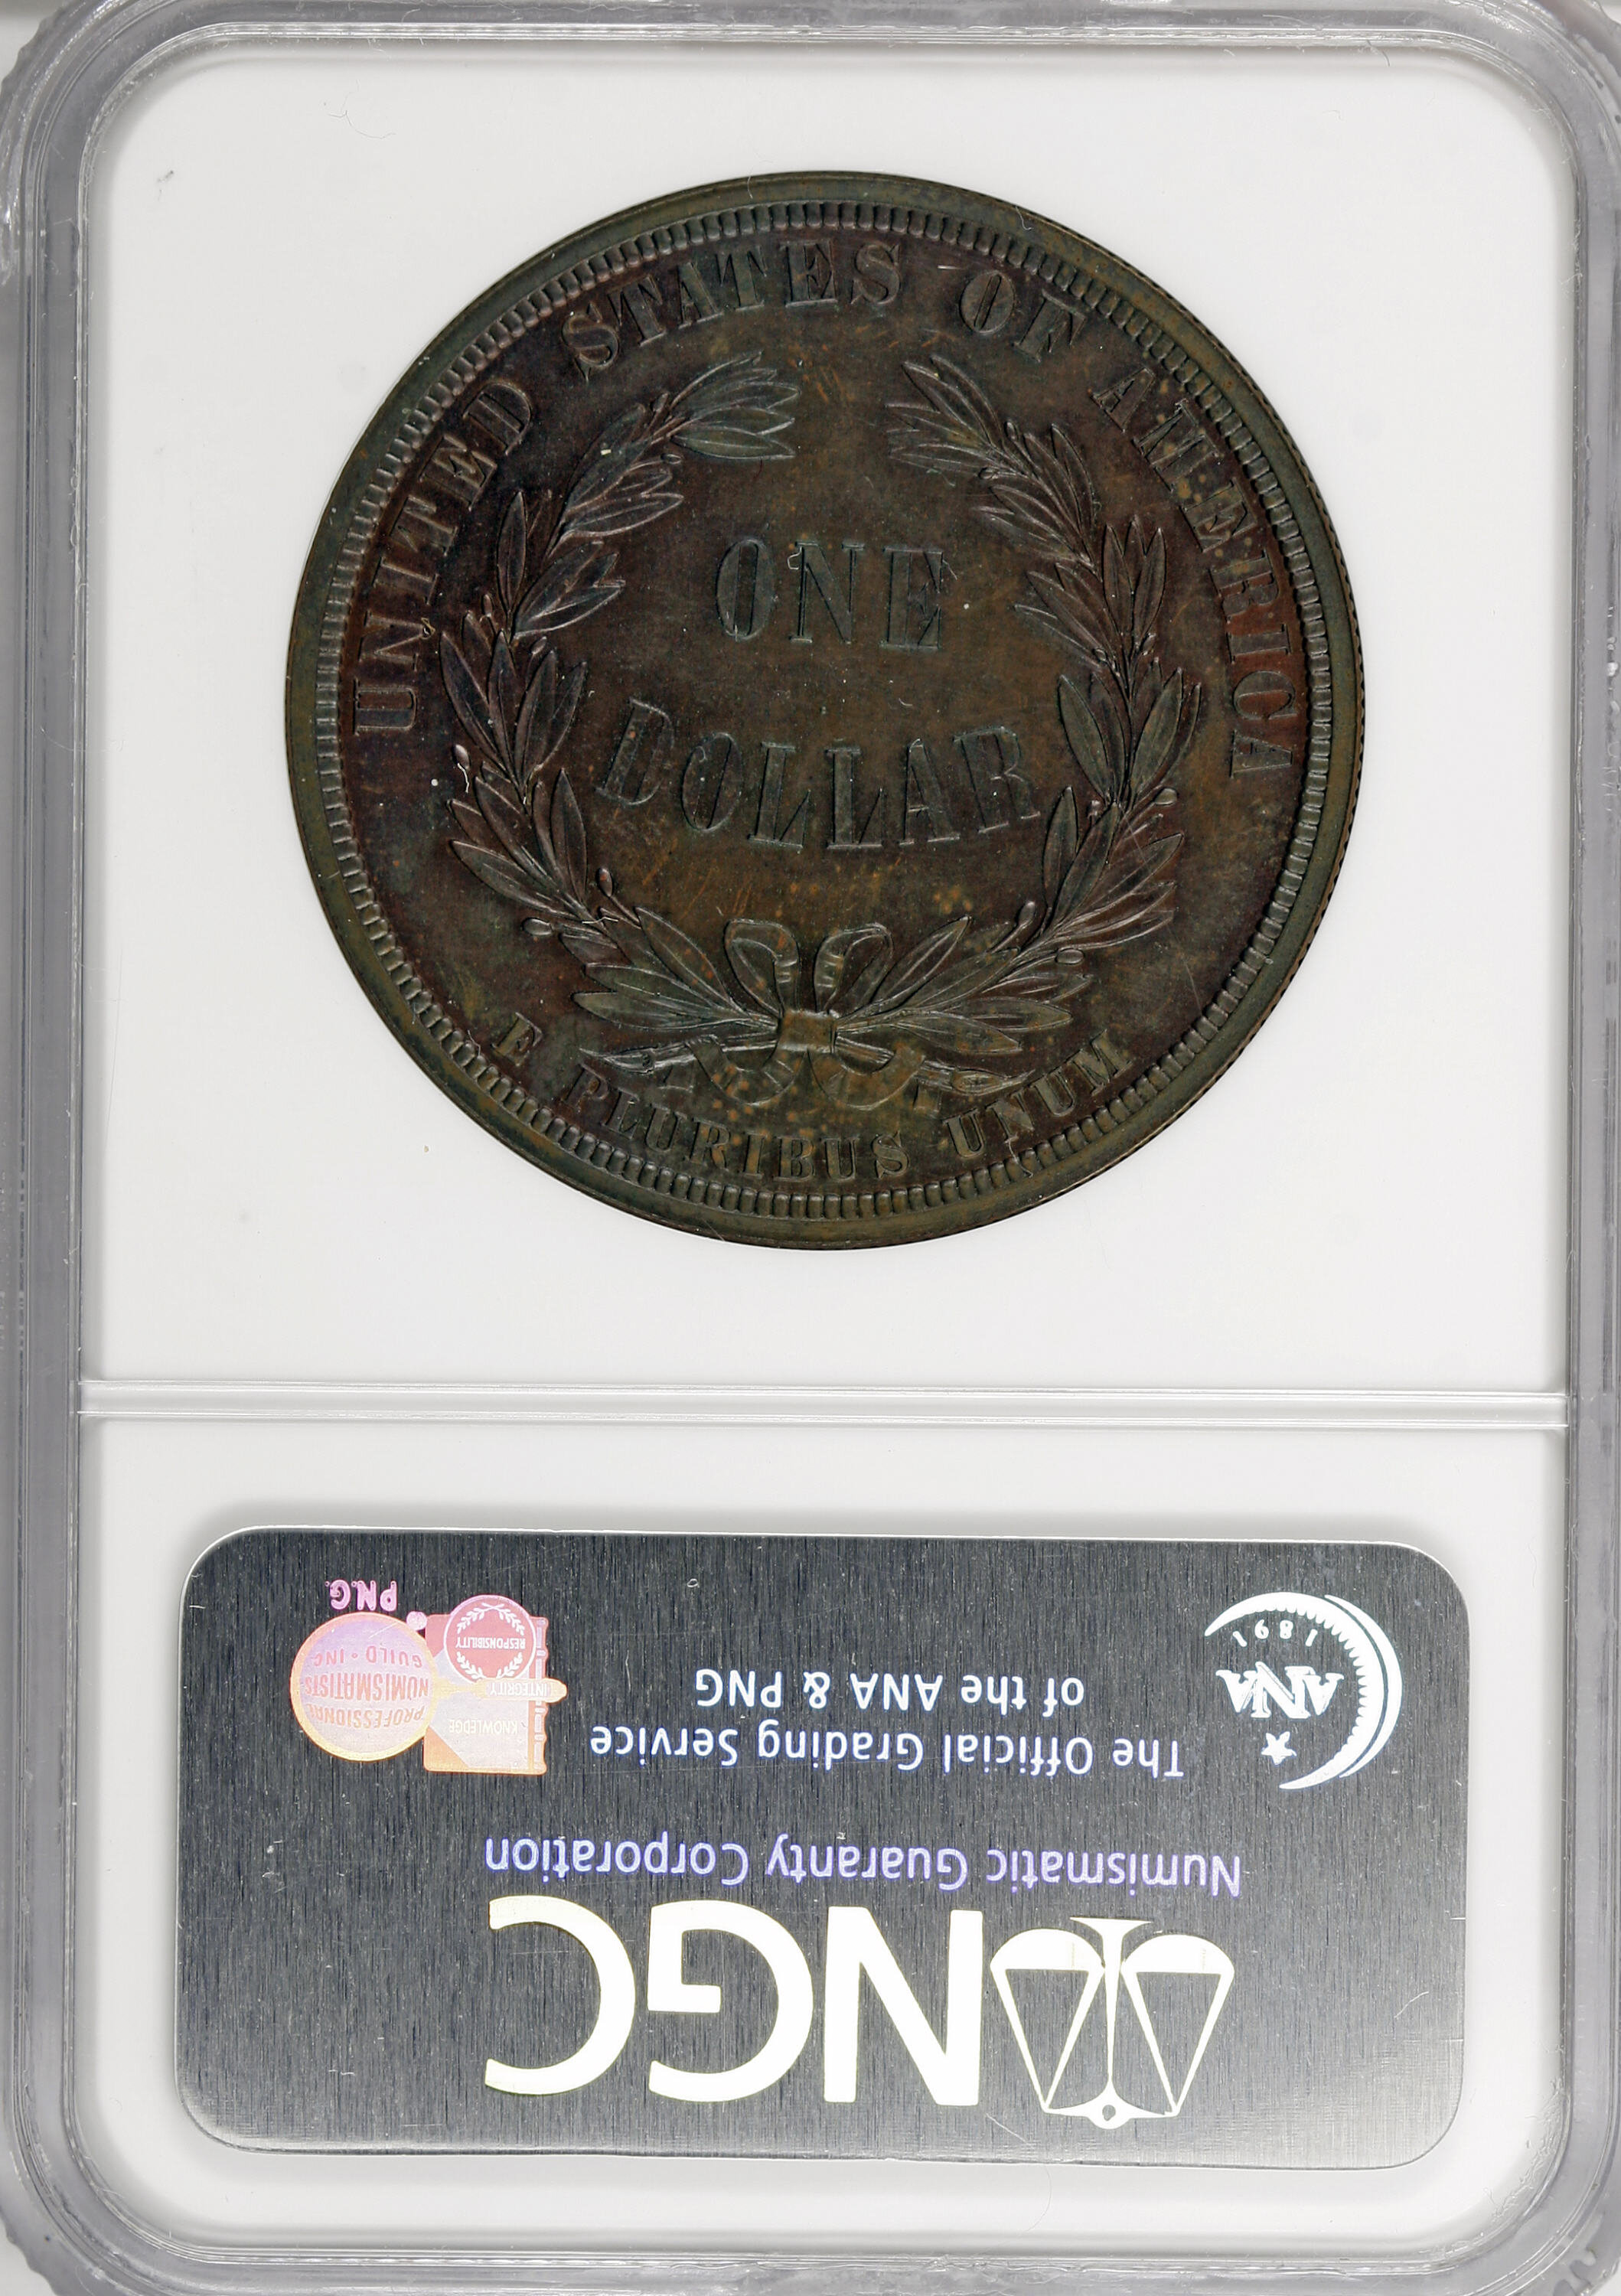 UNITED STATES OF AMERICA
ONE
DOLLAR
E PLURIBUS UNUM
NGC
Numismatic Guaranty Corporation
The Official Grading Service
of the ANA & PNG
ANA
1891
PROFESSIONAL
NUMISMATISTS
GUILD • INC
KNOWLEDGE
INTEGRITY
RESPONSIBILITY
P.N.G.